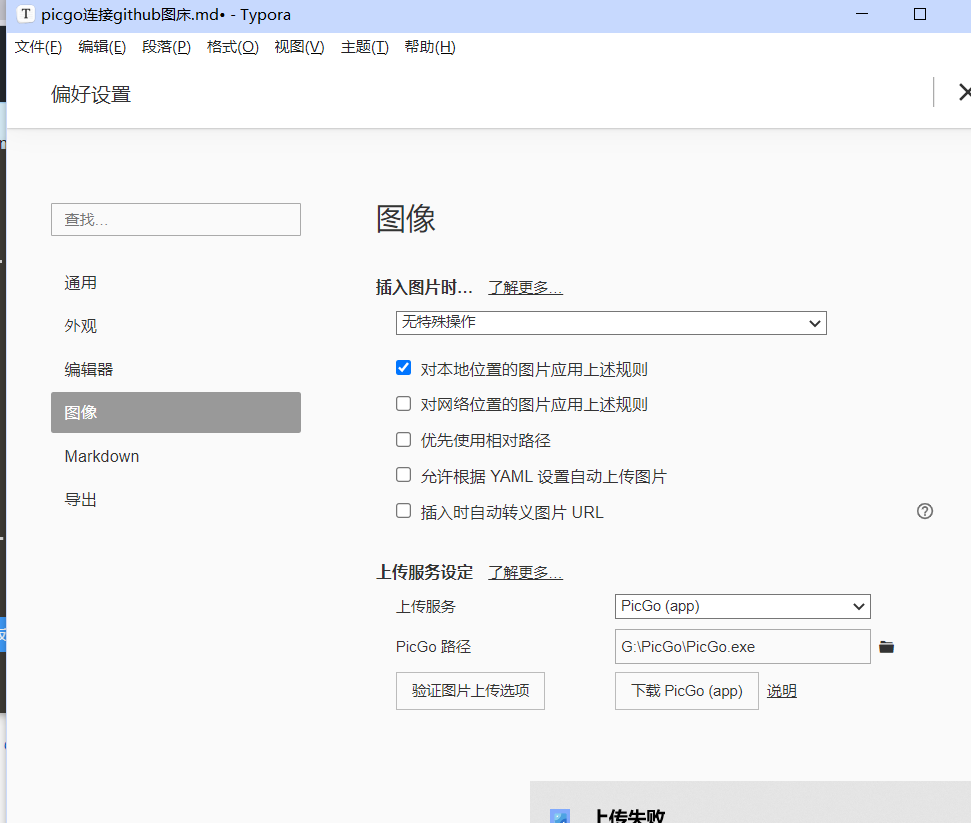 T picgo连接github图床.md• - Typora
文件(F) 编辑(E) 段落(P) 格式(O) 视图(V) 主题(T) 帮助(H)
偏好设置
查找...
通用
外观
编辑器
图像
Markdown
导出
图像
插入图片时... 了解更多...
无特殊操作
对本地位置的图片应用上述规则
对网络位置的图片应用上述规则
优先使用相对路径
允许根据 YAML 设置自动上传图片
插入时自动转义图片 URL
上传服务设定 了解更多...
上传服务 PicGo (app)
PicGo 路径 G:\PicGo\PicGo.exe
验证图片上传选项 下载 PicGo (app) 说明
上传失败